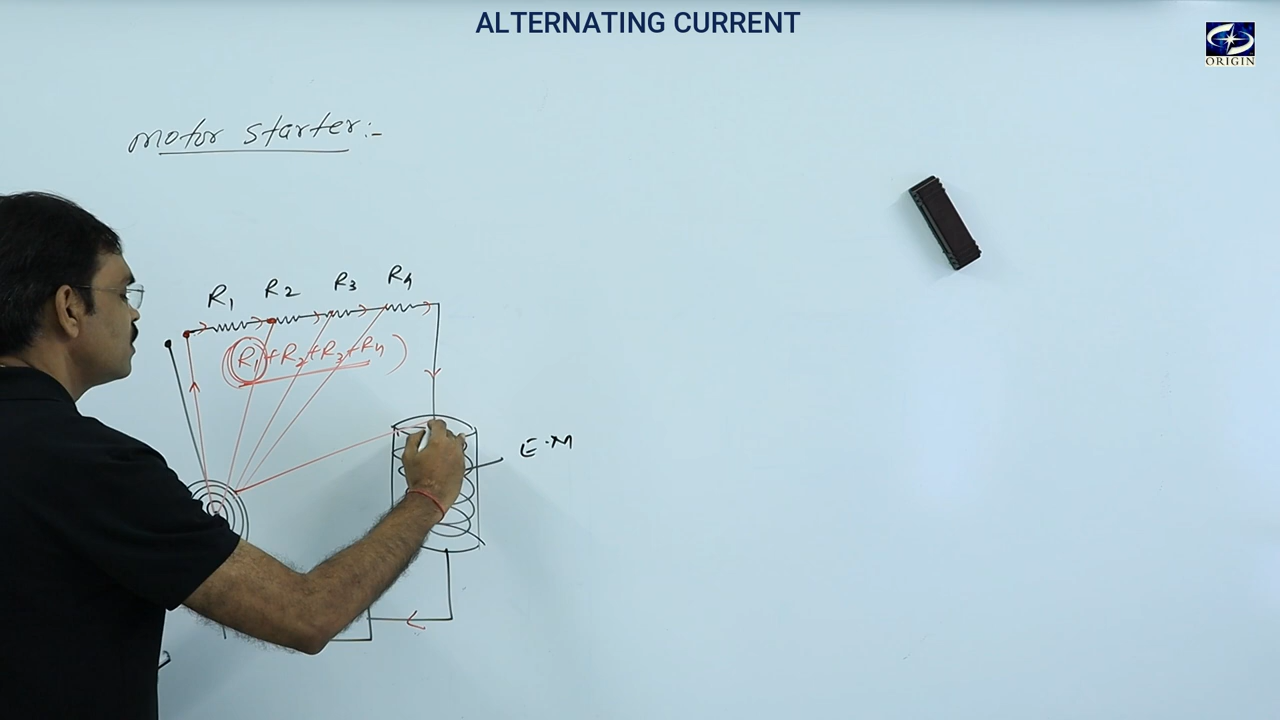 ALTERNATING CURRENT
ORIGIN
Motor starter:-
R1 R2 R3 R4
(R1+R2+R3+R4)
E.M